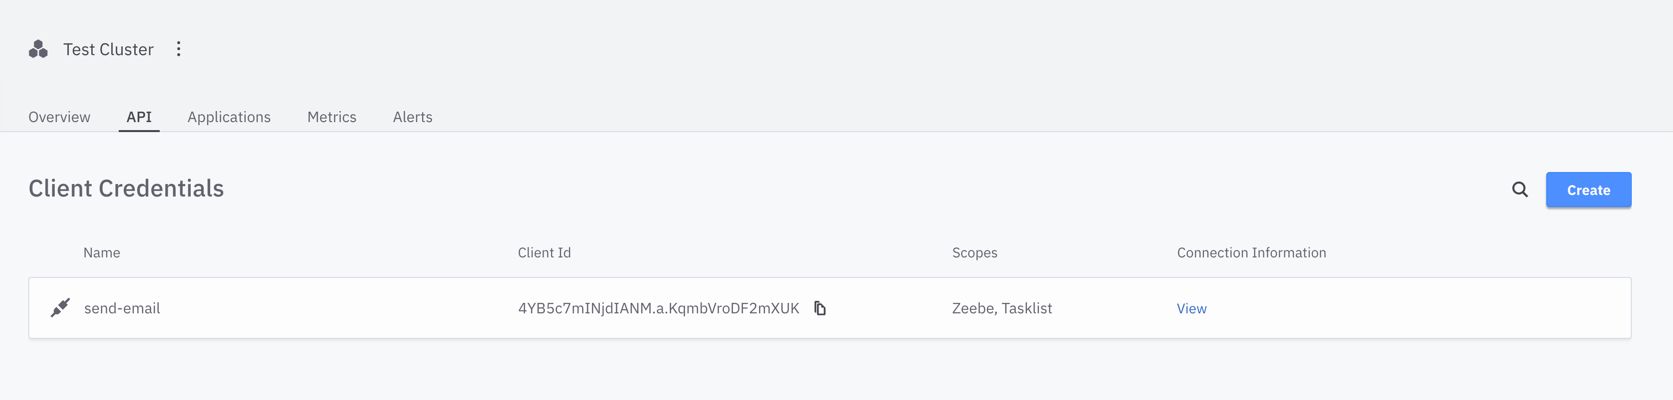 Test Cluster
Overview API Applications Metrics Alerts
Client Credentials
Create
Name Client Id Scopes Connection Information
send-email 4YB5c7mINjdIANM.a.KqmbVroDF2mXUK Zeebe, Tasklist View